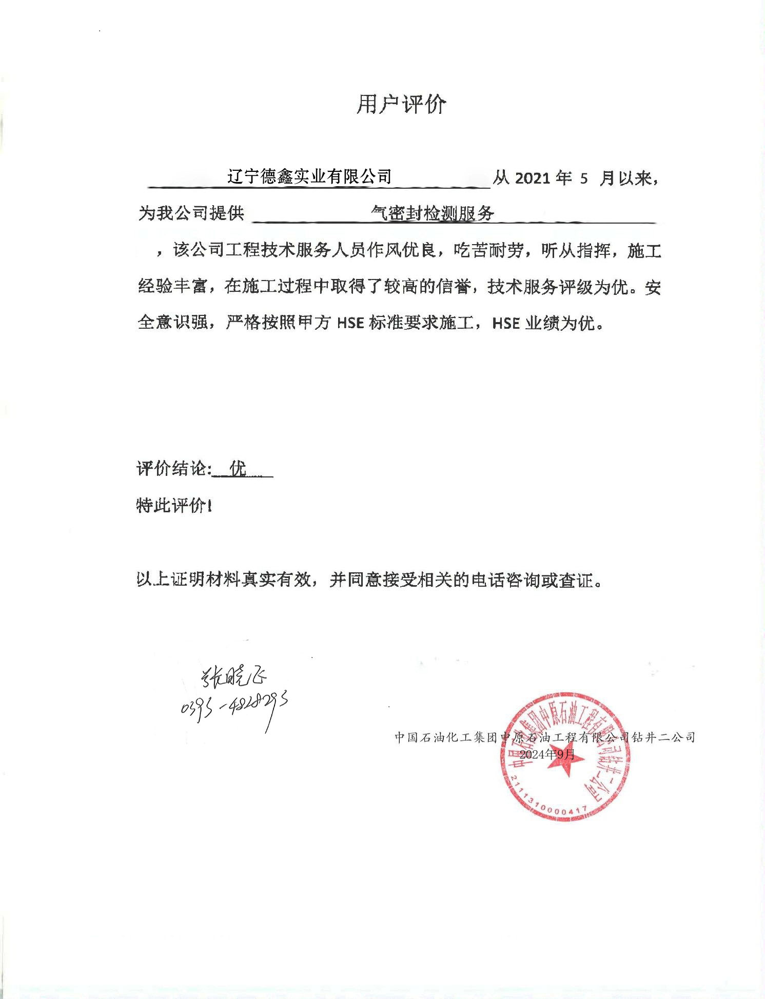 用户评价
辽宁德鑫实业有限公司 从 2021 年 5 月以来，
为我公司提供 气密封检测服务
，该公司工程技术服务人员作风优良，吃苦耐劳，听从指挥，施工
经验丰富，在施工过程中取得了较高的信誉，技术服务评级为优。安
全意识强，严格按照甲方 HSE 标准要求施工，HSE 业绩为优。
评价结论: 优
特此评价!
以上证明材料真实有效，并同意接受相关的电话咨询或查证。
张晓飞
0393-4828293
中国石油化工集团中原石油工程有限公司钻井二公司
2024年9月
中国石化集团中原石油工程有限公司钻井二公司
2111310000417